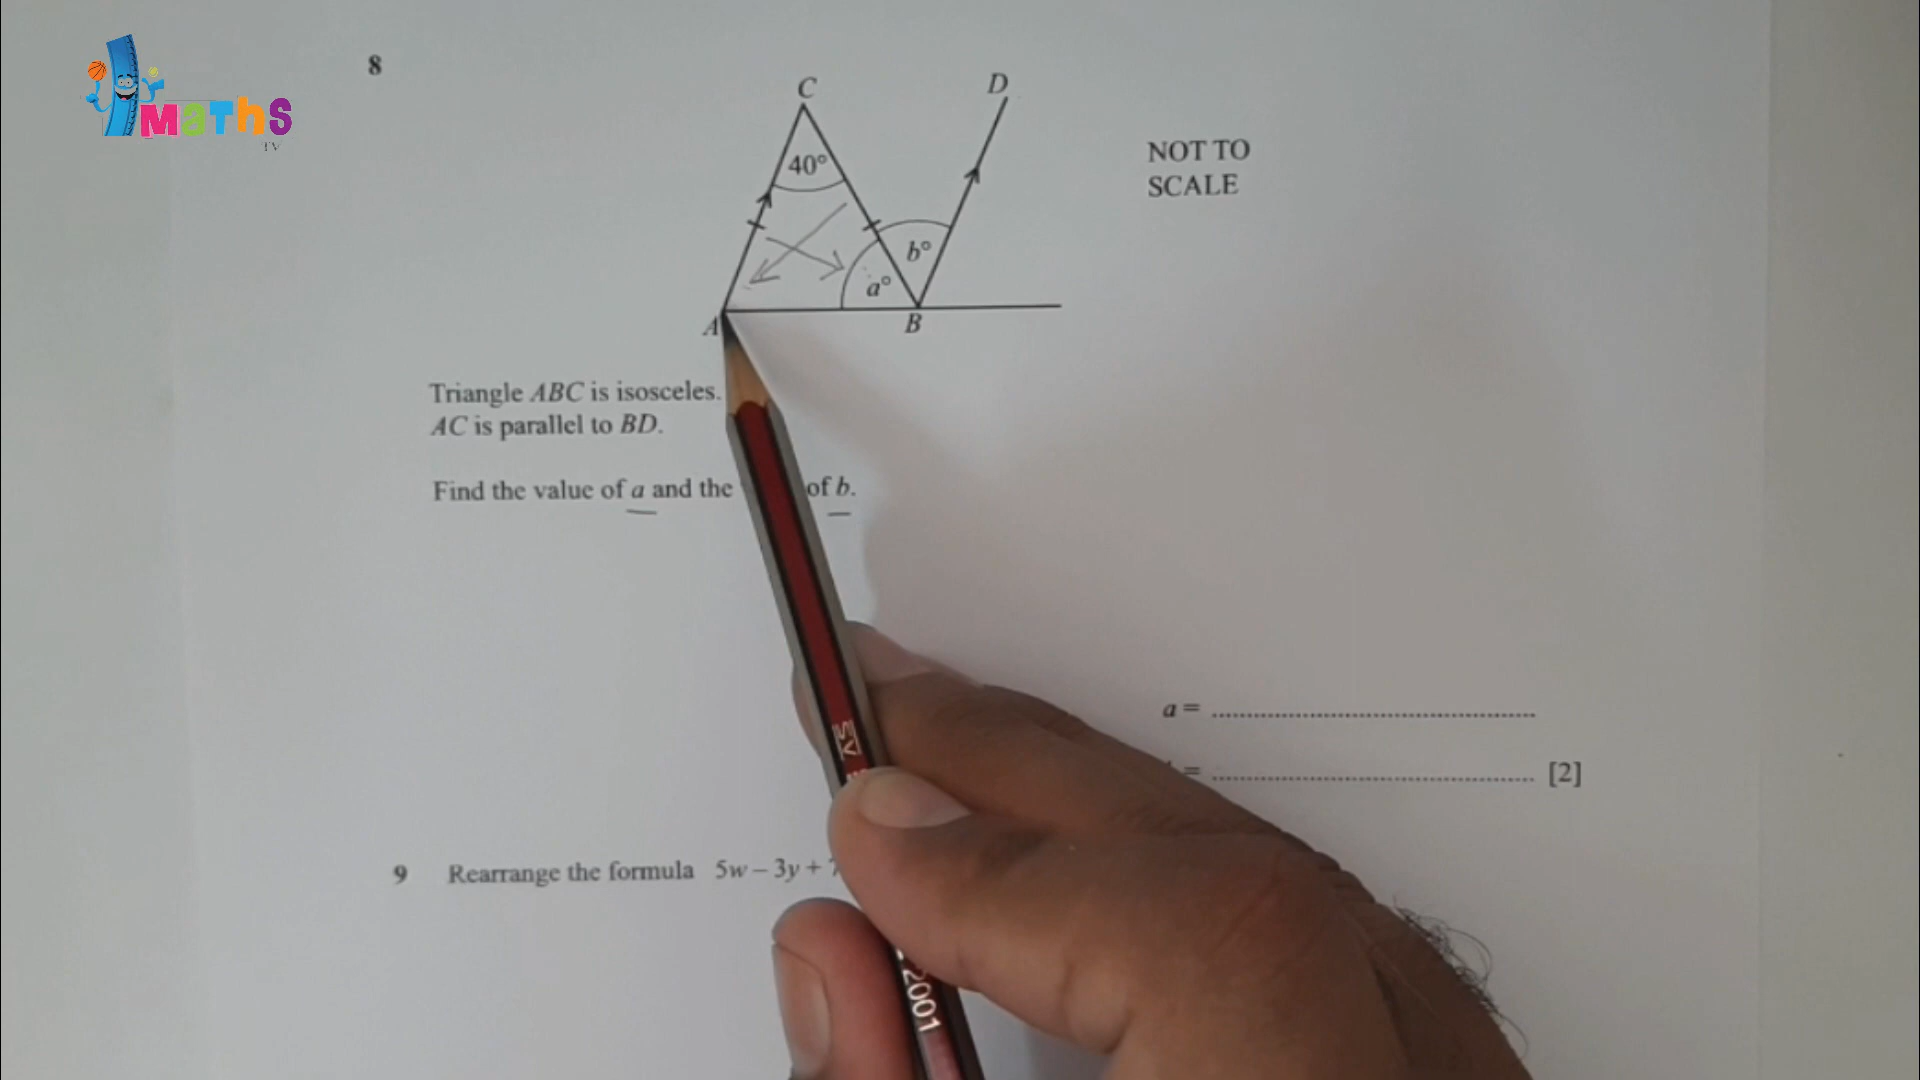 MaThS
TV
8
C
D
40°
NOT TO
SCALE
b°
a°
A
B
Triangle ABC is isosceles.
AC is parallel to BD.
Find the value of a and the of b.
a = ................................................
= ................................................ [2]
9 Rearrange the formula 5w – 3y +
2001